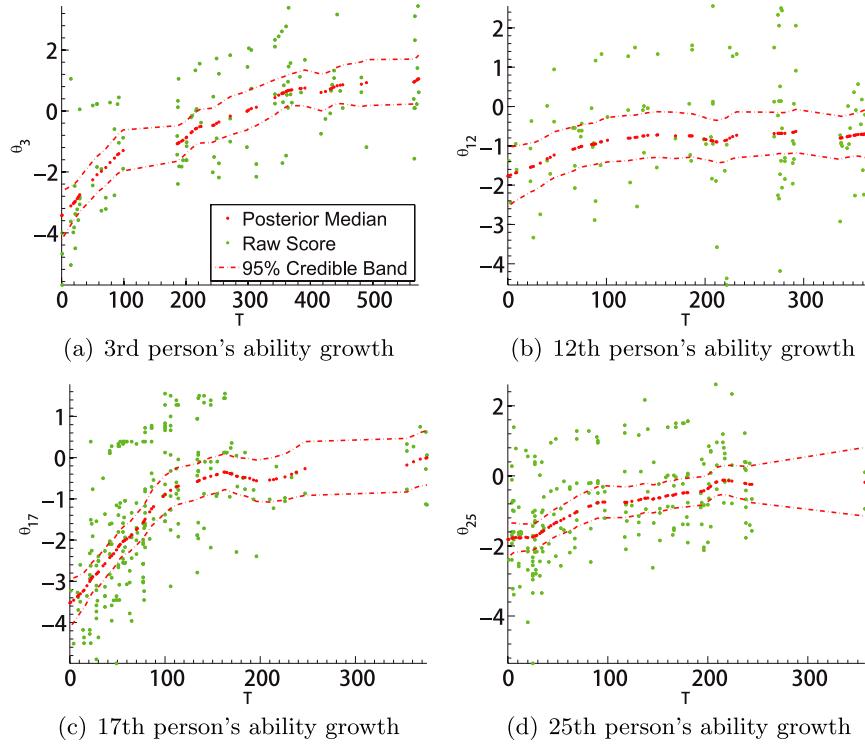 2
0
−2
−4
θ3
0 100 200 300 400 500
T
Posterior Median
Raw Score
95% Credible Band
(a) 3rd person's ability growth
2
1
0
−1
−2
−3
−4
θ12
0 100 200 300
T
(b) 12th person's ability growth
1
0
−1
−2
−3
−4
θ17
0 100 200 300
T
(c) 17th person's ability growth
2
0
−2
−4
θ25
0 100 200 300
T
(d) 25th person's ability growth